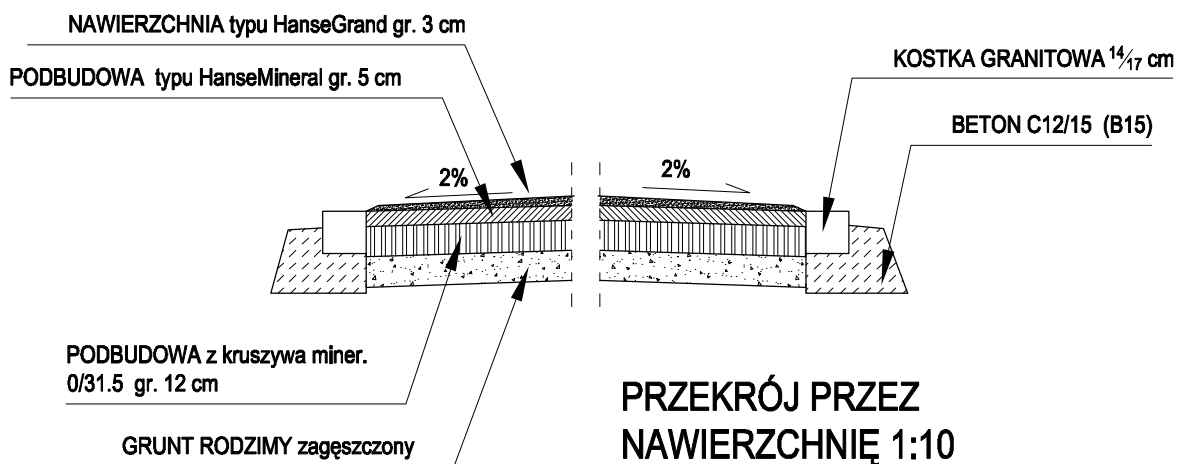 NAWIERZCHNIA typu HanseGrand gr. 3 cm
PODBUDOWA typu HanseMineral gr. 5 cm
KOSTKA GRANITOWA 14/17 cm
BETON C12/15 (B15)
2%
2%
PODBUDOWA z kruszywa miner.
0/31.5 gr. 12 cm
GRUNT RODZIMY zagęszczony
PRZEKRÓJ PRZEZ
NAWIERZCHNIĘ 1:10